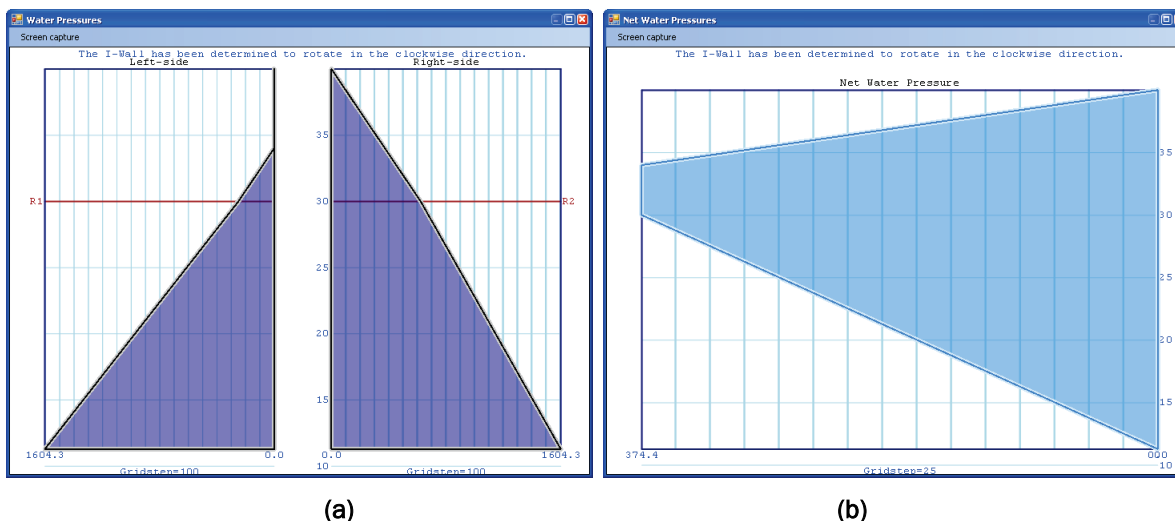 Water Pressures
Screen capture
The I-Wall has been determined to rotate in the clockwise direction.
Left-side
Right-side
35
R1
30
R2
25
20
15
1604.3
0.0
0.0
1604.3
10
Gridstep=100
Gridstep=100
(a)
Net Water Pressures
Screen capture
The I-Wall has been determined to rotate in the clockwise direction.
Net Water Pressure
35
30
25
20
15
374.4
000
10
Gridstep=25
(b)